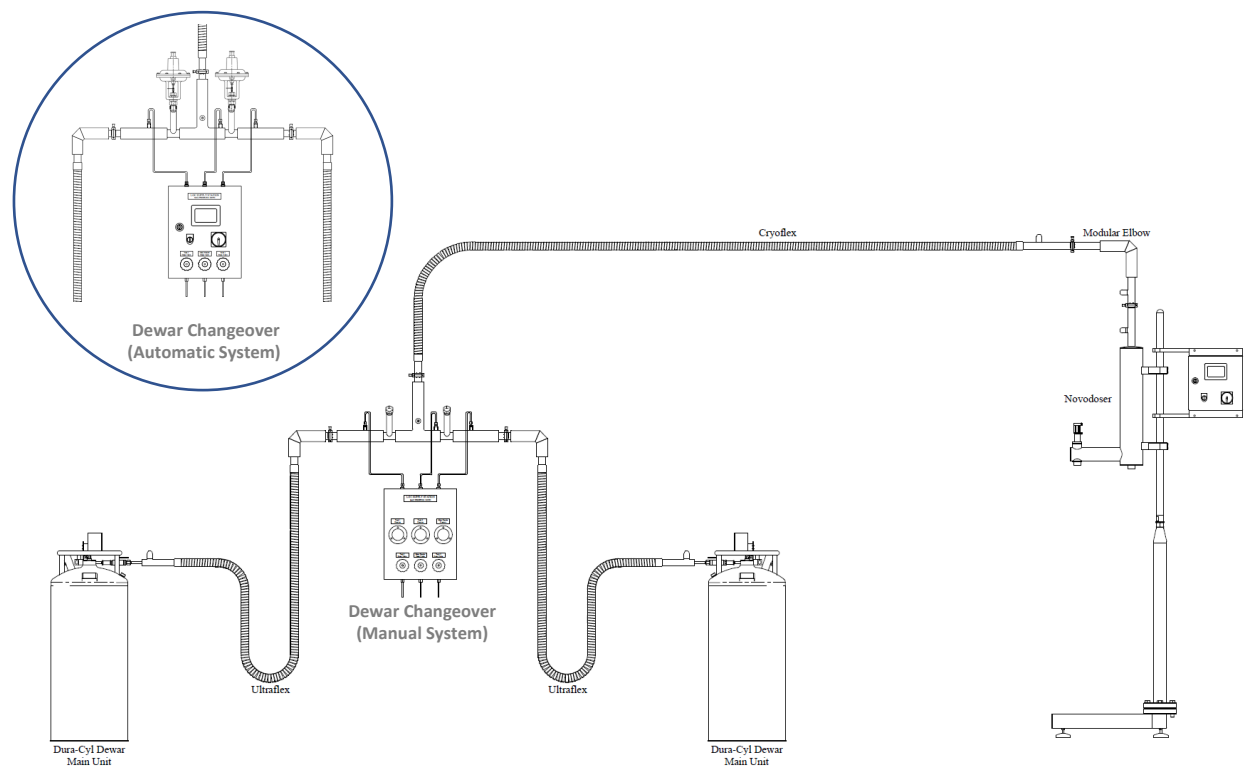 Dewar Changeover
(Automatic System)
Cryoflex
Modular Elbow
Novodoser
Dewar Changeover
(Manual System)
Ultraflex
Ultraflex
Dura-Cyl Dewar
Main Unit
Dura-Cyl Dewar
Main Unit